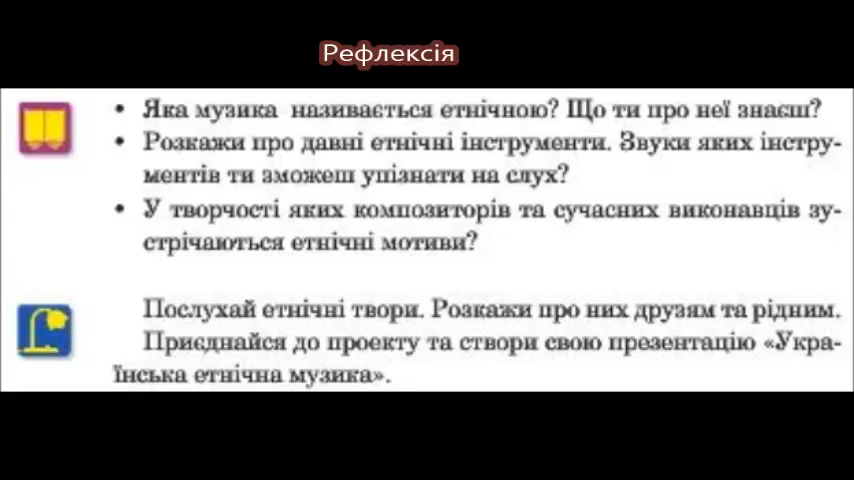 Рефлексія
• Яка музика називається етнічною? Що ти про неї знаєш?
• Розкажи про давні етнічні інструменти. Звуки яких інстру-
ментів ти зможеш упізнати на слух?
• У творчості яких композиторів та сучасних виконавців зу-
стрічаються етнічні мотиви?
Послухай етнічні твори. Розкажи про них друзям та рідним.
Приєднайся до проекту та створи свою презентацію «Укра-
їнська етнічна музика».